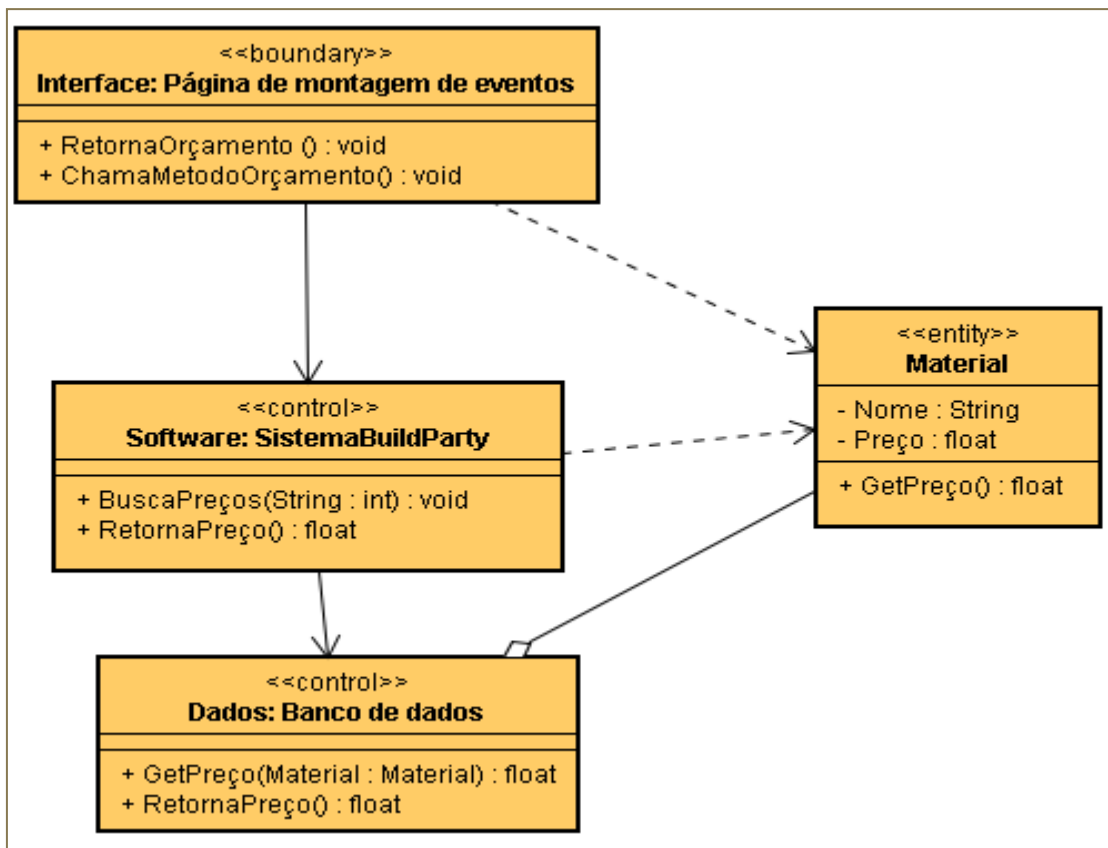 <<boundary>>
Interface: Página de montagem de eventos
+ RetornaOrçamento () : void
+ ChamaMetodoOrçamento() : void
<<entity>>
Material
- Nome : String
- Preço : float
+ GetPreço() : float
<<control>>
Software: SistemaBuildParty
+ BuscaPreços(String : int) : void
+ RetornaPreço() : float
<<control>>
Dados: Banco de dados
+ GetPreço(Material : Material) : float
+ RetornaPreço() : float